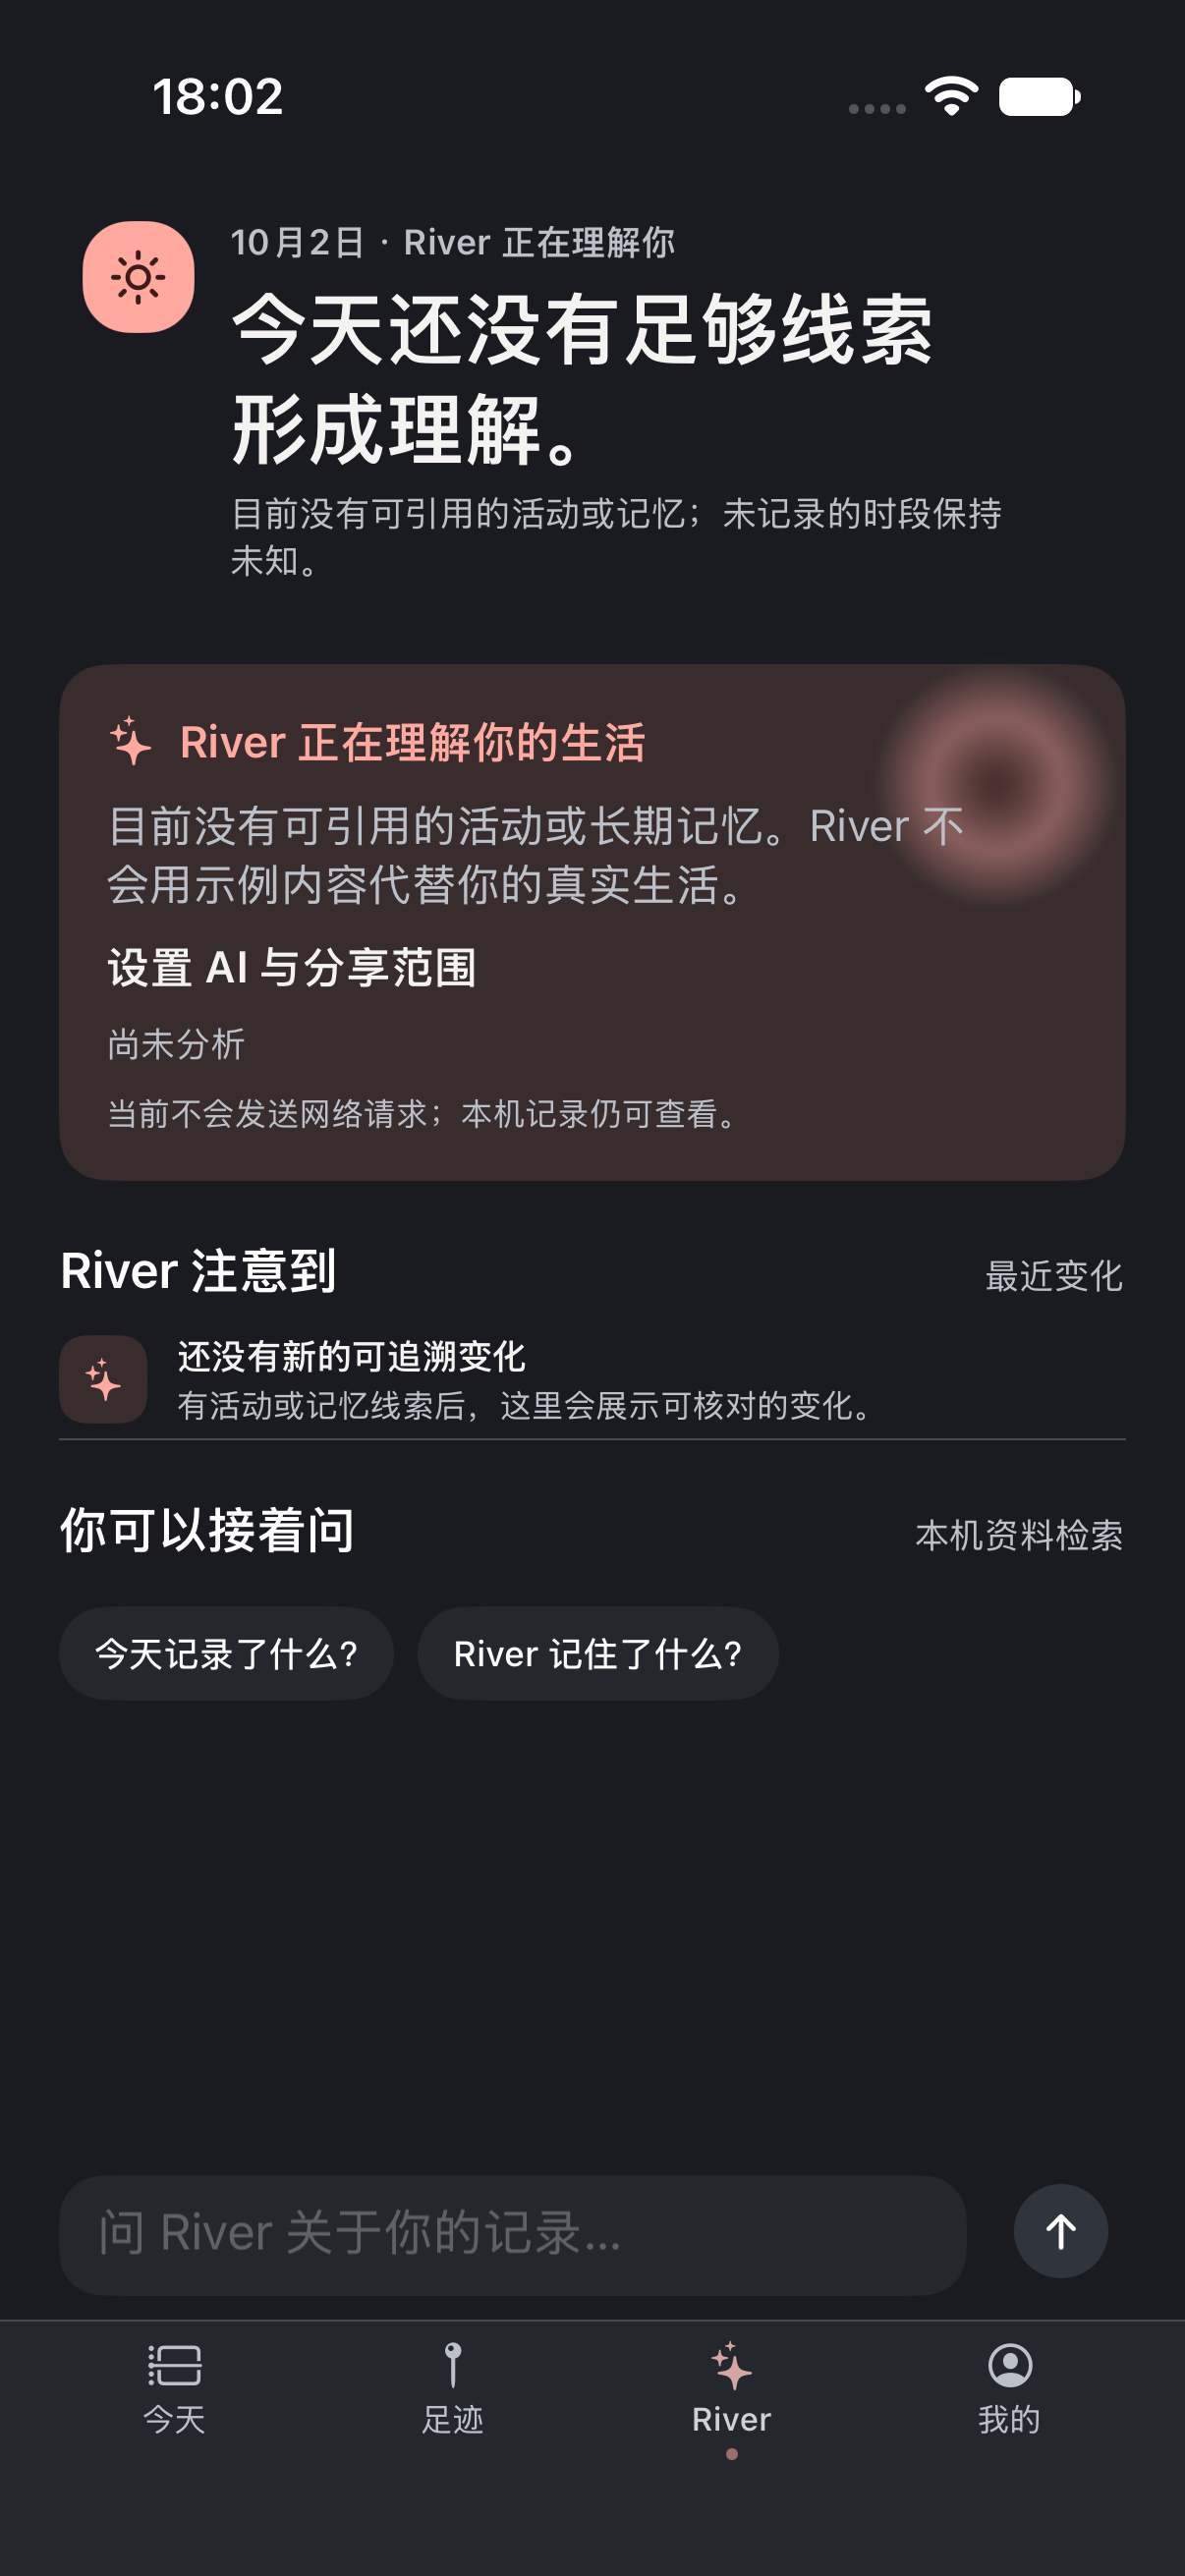 18:02
10月2日 · River 正在理解你
今天还没有足够线索
形成理解。
目前没有可引用的活动或记忆；未记录的时段保持
未知。
River 正在理解你的生活
目前没有可引用的活动或长期记忆。River 不
会用示例内容代替你的真实生活。
设置 AI 与分享范围
尚未分析
当前不会发送网络请求；本机记录仍可查看。
River 注意到
最近变化
还没有新的可追溯变化
有活动或记忆线索后，这里会展示可核对的变化。
你可以接着问
本机资料检索
今天记录了什么?
River 记住了什么?
问 River 关于你的记录...
今天
足迹
River
我的